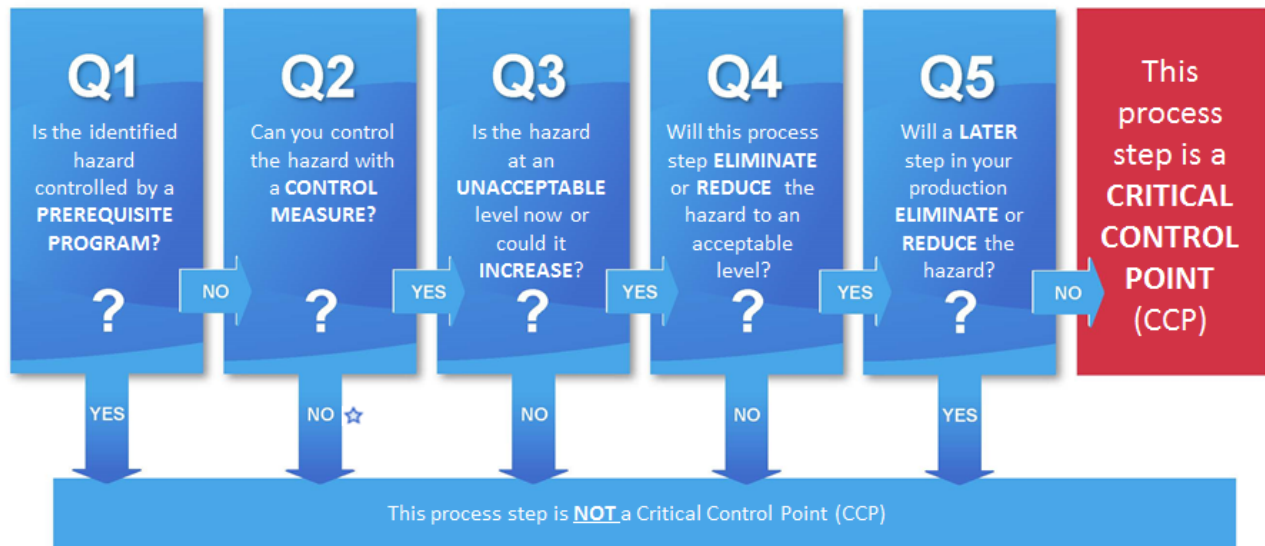 Q1
Is the identified
hazard
controlled by a
PREREQUISITE
PROGRAM?
?
YES
NO
Q2
Can you control
the hazard with
a CONTROL
MEASURE?
?
NO
YES
Q3
Is the hazard
at an
UNACCEPTABLE
level now or
could it
INCREASE?
?
NO
YES
Q4
Will this process
step ELIMINATE
or REDUCE the
hazard to an
acceptable
level?
?
NO
YES
Q5
Will a LATER
step in your
production
ELIMINATE or
REDUCE the
hazard?
?
YES
NO
This
process
step is a
CRITICAL
CONTROL
POINT
(CCP)
This process step is NOT a Critical Control Point (CCP)